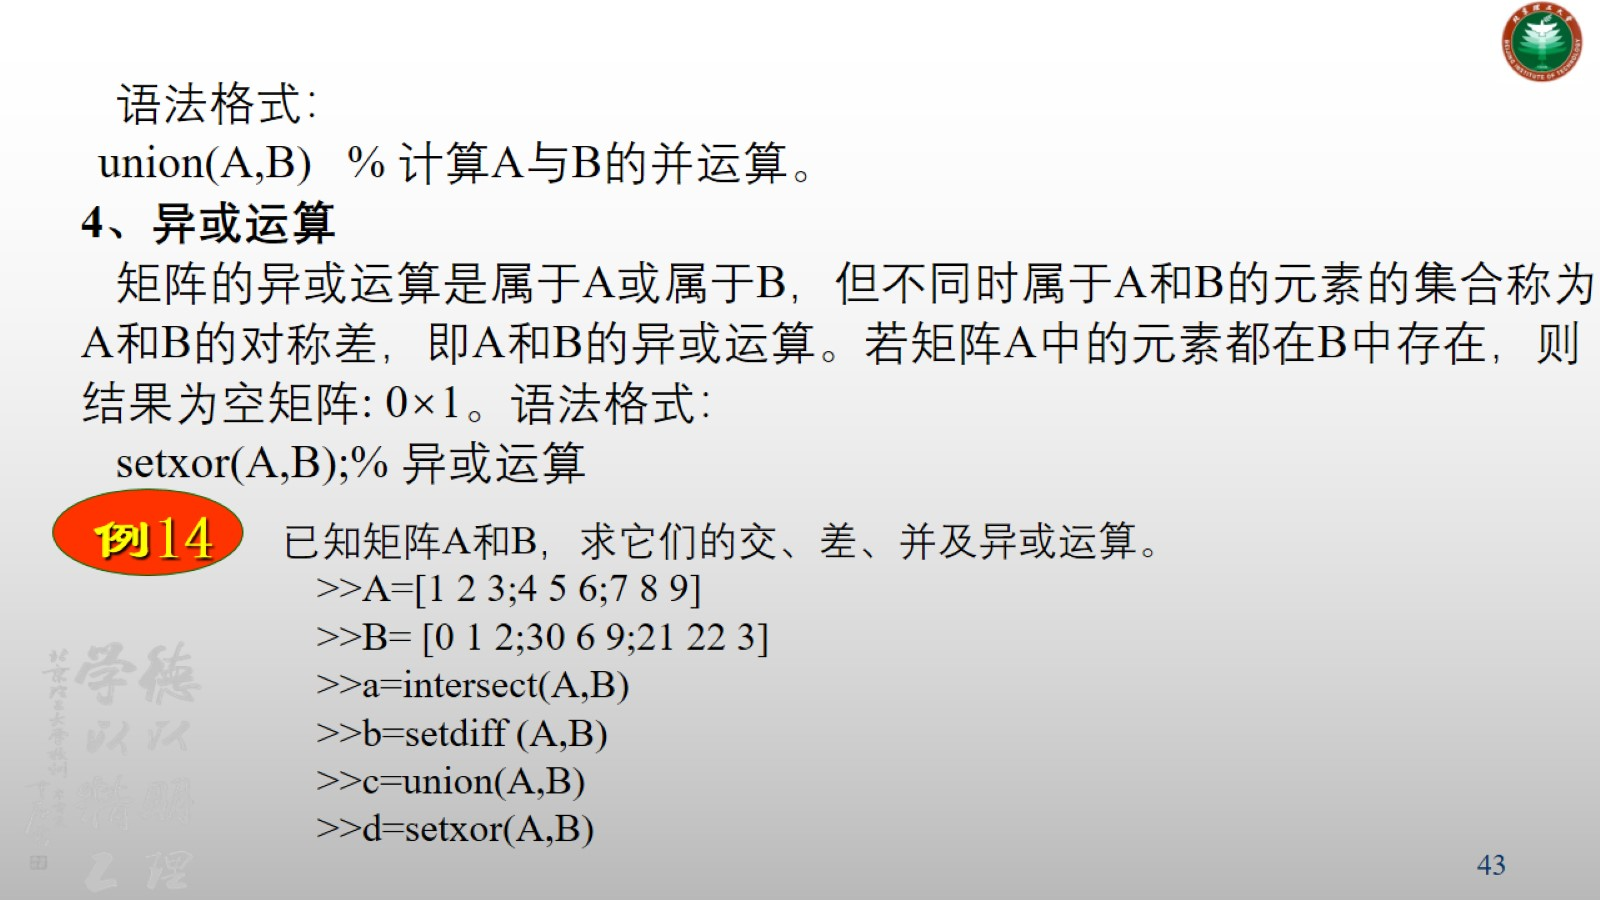 语法格式：
union(A,B) % 计算A与B的并运算。
4、异或运算
矩阵的异或运算是属于A或属于B，但不同时属于A和B的元素的集合称为
A和B的对称差，即A和B的异或运算。若矩阵A中的元素都在B中存在，则
结果为空矩阵: 0×1。语法格式：
setxor(A,B);% 异或运算
例14 已知矩阵A和B，求它们的交、差、并及异或运算。
>>A=[1 2 3;4 5 6;7 8 9]
>>B= [0 1 2;30 6 9;21 22 3]
>>a=intersect(A,B)
>>b=setdiff (A,B)
>>c=union(A,B)
>>d=setxor(A,B)
43